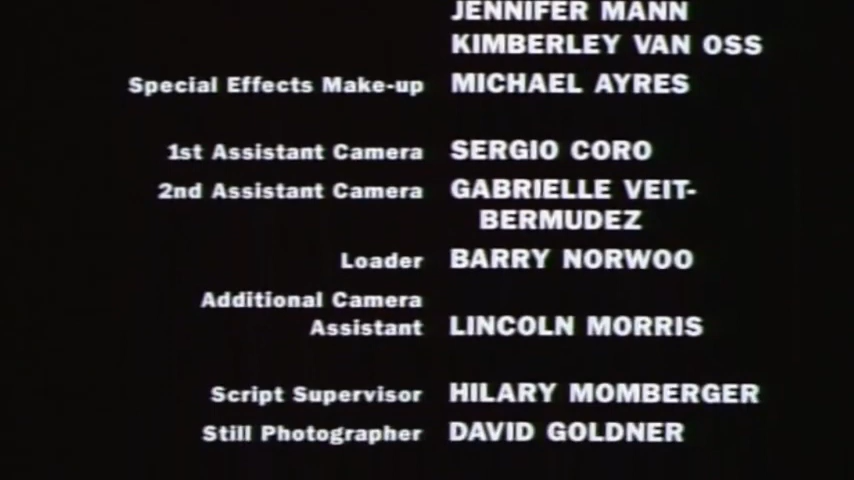 JENNIFER MANN
KIMBERLEY VAN OSS
Special Effects Make-up MICHAEL AYRES
1st Assistant Camera SERGIO CORO
2nd Assistant Camera GABRIELLE VEIT-
BERMUDEZ
Loader BARRY NORWOO
Additional Camera
Assistant LINCOLN MORRIS
Script Supervisor HILARY MOMBERGER
Still Photographer DAVID GOLDNER